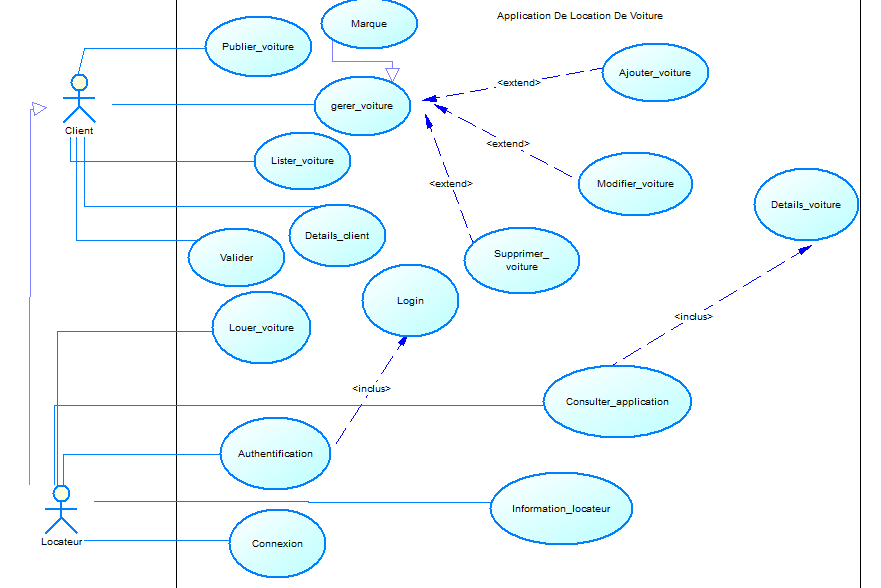 Application De Location De Voiture
Marque
Publier_voiture
Ajouter_voiture
<extend>
gerer_voiture
Client
<extend>
Lister_voiture
<extend>
Modifier_voiture
Details_voiture
Details_client
Valider
Supprimer_
voiture
Login
<inclus>
Louer_voiture
<inclus>
Consulter_application
Authentification
Information_locateur
Locateur
Connexion